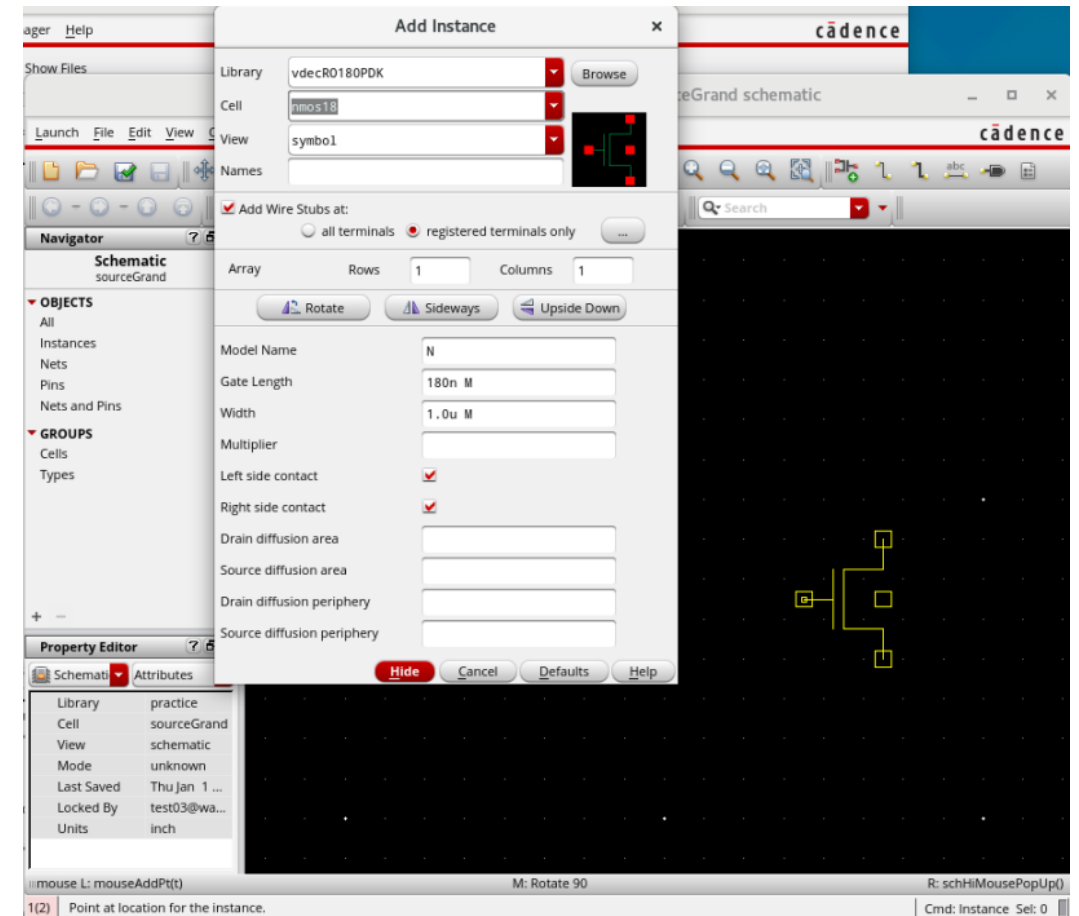 ager Help
Add Instance
cādence
Show Files
Library vdecRO180PDK Browse
Cell nmos18
View symbol
Names
eGrand schematic
Launch File Edit View
cādence
abc
Add Wire Stubs at:
all terminals registered terminals only ...
Search
Navigator
Schematic
sourceGrand
Array Rows 1 Columns 1
OBJECTS
All
Instances
Nets
Pins
Nets and Pins
GROUPS
Cells
Types
Rotate Sideways Upside Down
Model Name N
Gate Length 180n M
Width 1.0u M
Multiplier
Left side contact
Right side contact
Drain diffusion area
Source diffusion area
Drain diffusion periphery
Source diffusion periphery
Hide Cancel Defaults Help
Property Editor
Schemati Attributes
Library practice
Cell sourceGrand
View schematic
Mode unknown
Last Saved Thu Jan 1 ...
Locked By test03@wa...
Units inch
mouse L: mouseAddPt(t) M: Rotate 90 R: schHiMousePopUp()
1(2) Point at location for the instance. Cmd: Instance Sel: 0